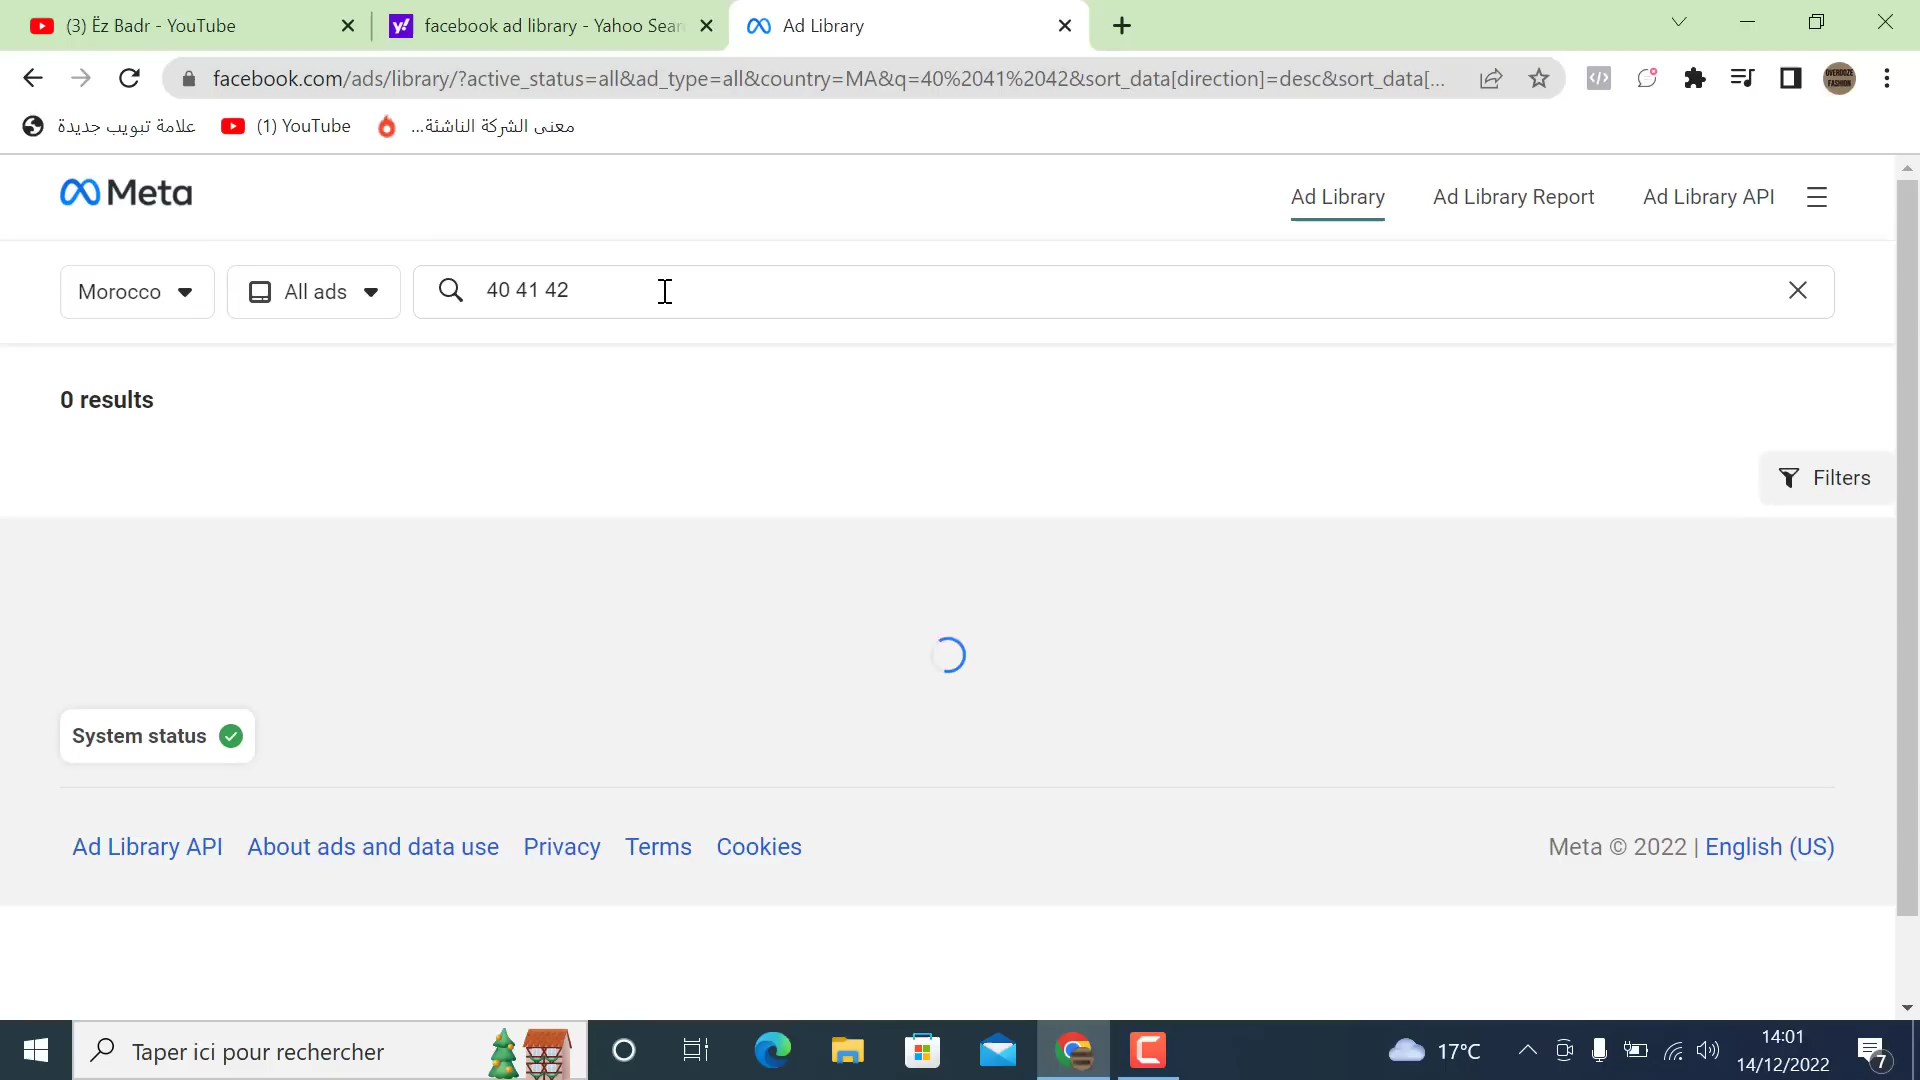 (3) Ëz Badr - YouTube
facebook ad library - Yahoo Sear
Ad Library
facebook.com/ads/library/?active_status=all&ad_type=all&country=MA&q=40%2041%2042&sort_data[direction]=desc&sort_data[...
علامة تبويب جديدة
(1) YouTube
معنى الشركة الناشئة...
Meta
Ad Library
Ad Library Report
Ad Library API
Morocco
All ads
40 41 42
0 results
Filters
System status
Ad Library API
About ads and data use
Privacy
Terms
Cookies
Meta © 2022 | English (US)
Taper ici pour rechercher
17°C
14:01
14/12/2022
7